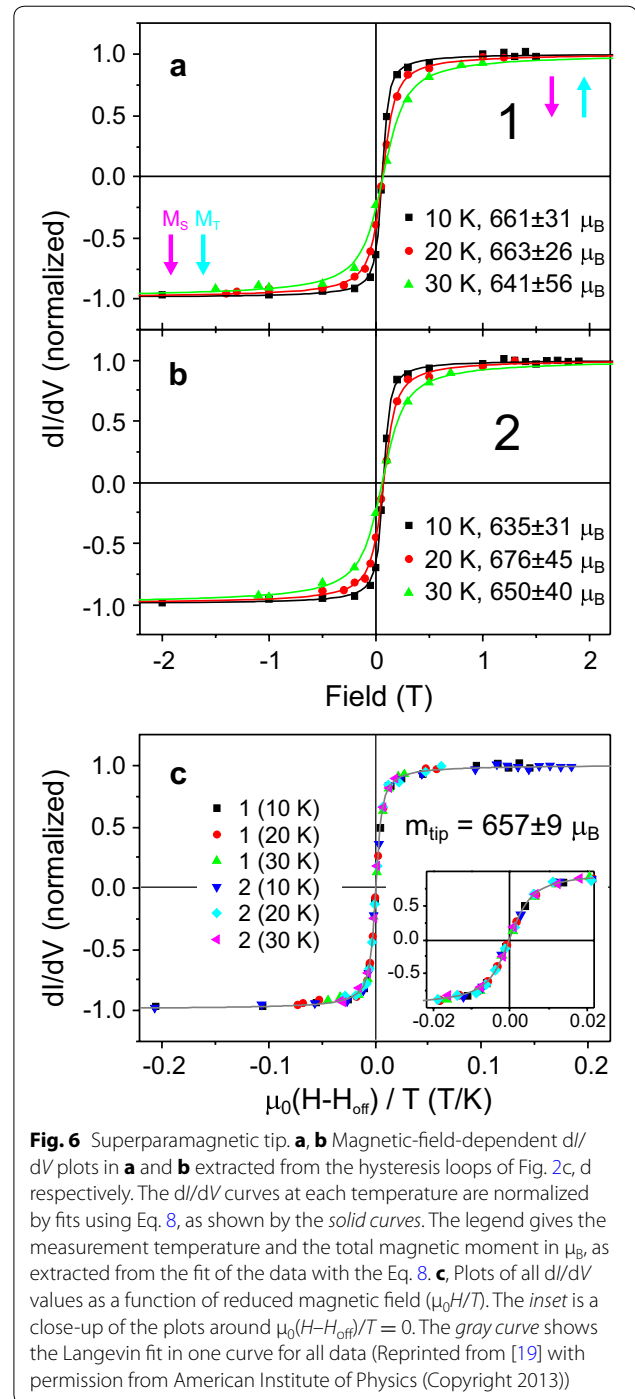 1.0
a
0.5
1
0.0
dI/dV (normalized)
M_S M_T
10 K, 661±31 μ_B
-0.5
20 K, 663±26 μ_B
30 K, 641±56 μ_B
-1.0
1.0
b
0.5
2
0.0
dI/dV (normalized)
10 K, 635±31 μ_B
-0.5
20 K, 676±45 μ_B
30 K, 650±40 μ_B
-1.0
-2 -1 0 1 2
Field (T)
c
1.0
1 (10 K)
0.5
1 (20 K)
m_tip = 657±9 μ_B
1 (30 K)
0.0
2 (10 K)
2 (20 K)
-0.5
2 (30 K)
-1.0
dI/dV (normalized)
0.5
0.0
-0.5
-0.02 0.00 0.02
-0.2 -0.1 0.0 0.1 0.2
μ₀(H-H_off) / T (T/K)
Fig. 6 Superparamagnetic tip. a, b Magnetic-field-dependent dI/
dV plots in a and b extracted from the hysteresis loops of Fig. 2c, d
respectively. The dI/dV curves at each temperature are normalized
by fits using Eq. 8, as shown by the solid curves. The legend gives the
measurement temperature and the total magnetic moment in μ_B, as
extracted from the fit of the data with the Eq. 8. c, Plots of all dI/dV
values as a function of reduced magnetic field (μ₀H/T). The inset is a
close-up of the plots around μ₀(H–H_off)/T = 0. The gray curve shows
the Langevin fit in one curve for all data (Reprinted from [19] with
permission from American Institute of Physics (Copyright 2013))